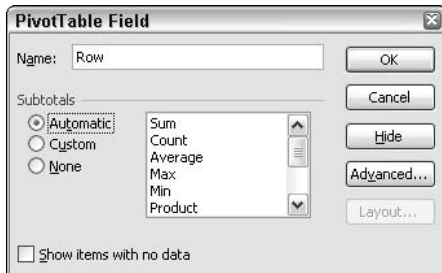 PivotTable Field
Name: Row
OK
Subtotals
Cancel
Automatic
Custom
None
Sum
Count
Average
Max
Min
Product
Hide
Advanced...
Layout...
Show items with no data